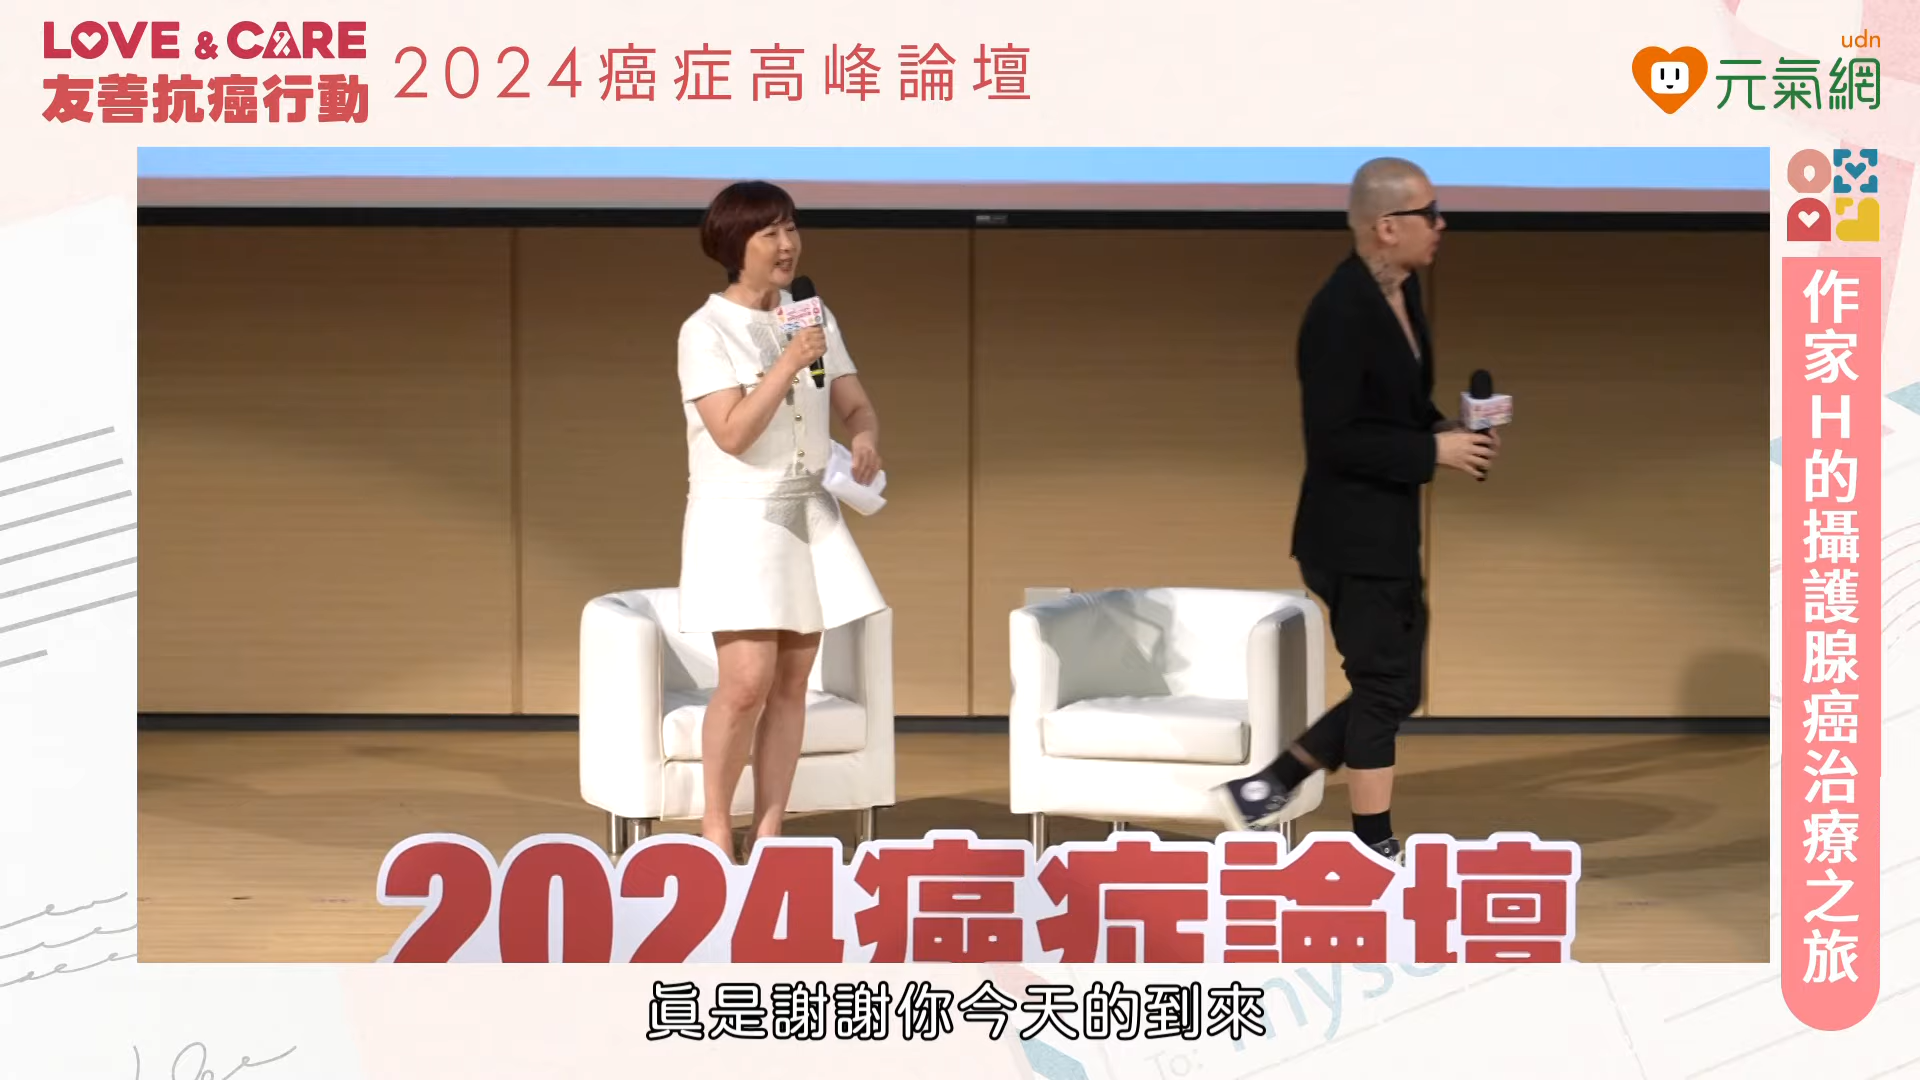 LOVE & CARE
友善抗癌行動
2024癌症高峰論壇
udn
元氣網
作家H的攝護腺癌治療之旅
2024癌症論壇
真是謝謝你今天的到來
To: